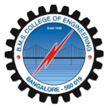 B.M.S. COLLEGE OF ENGINEERING
BANGALORE - 560 019